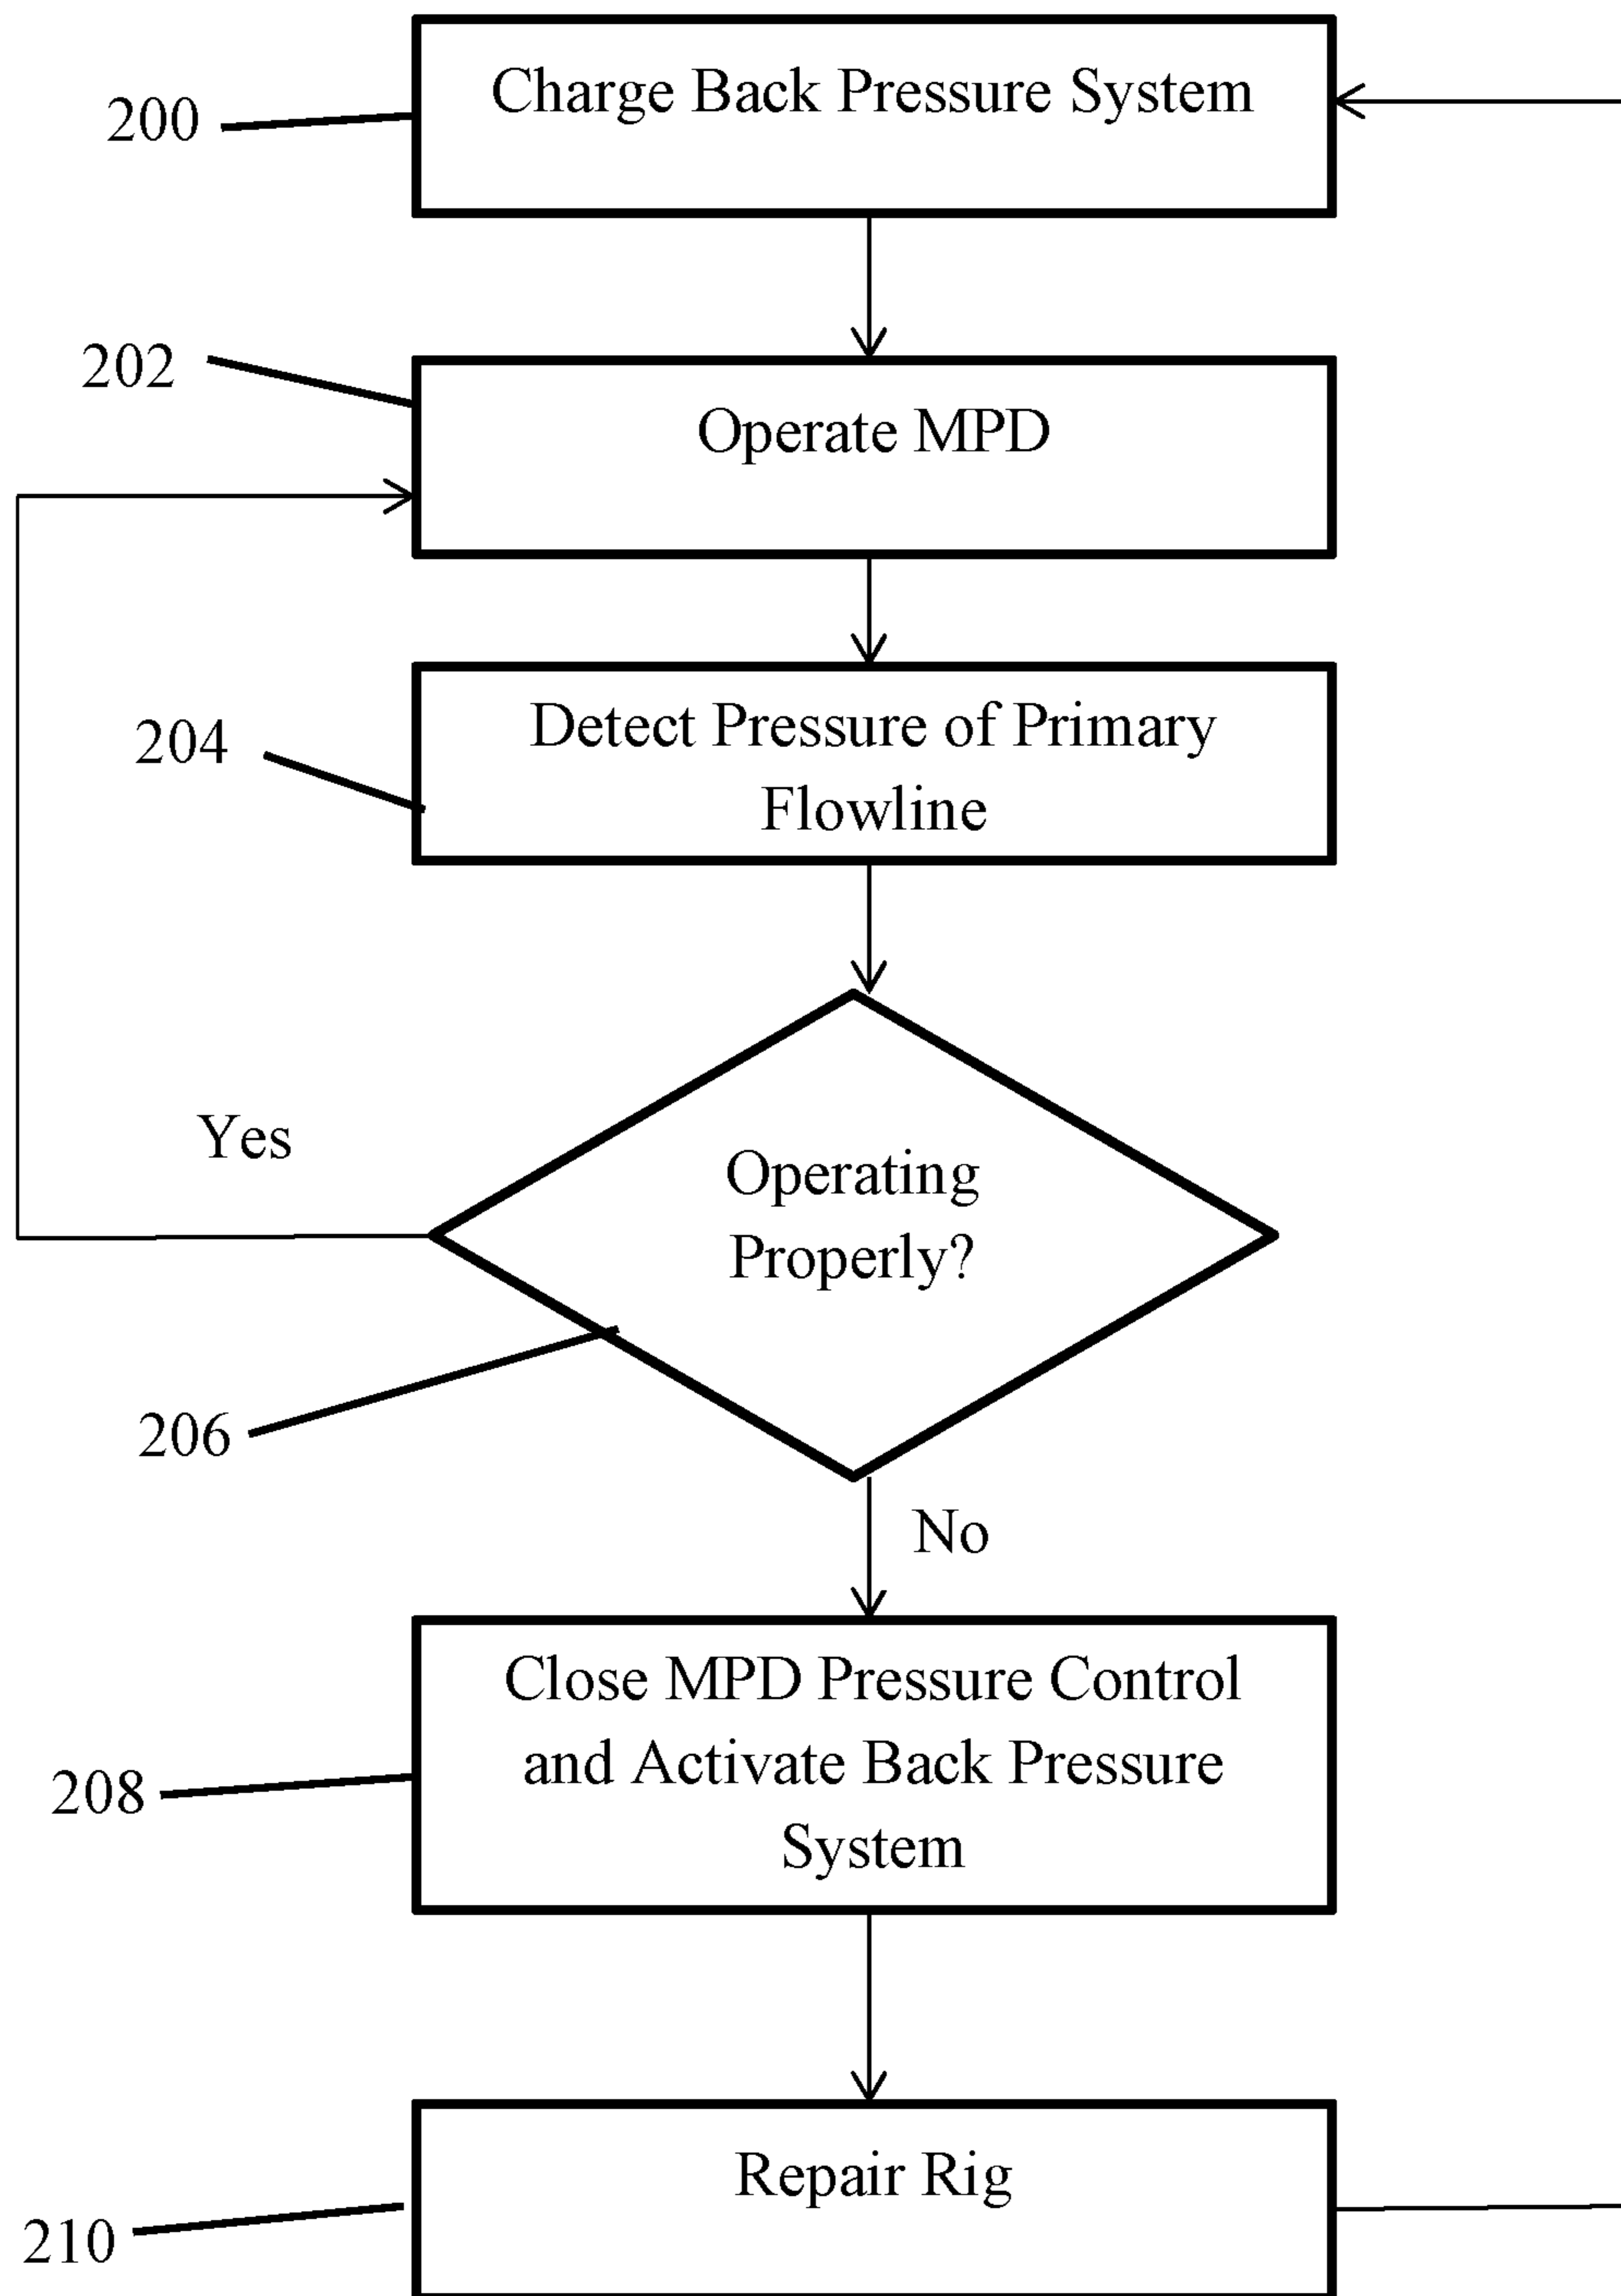 200
Charge Back Pressure System
202
Operate MPD
204
Detect Pressure of Primary
Flowline
Yes
Operating
Properly?
206
No
208
Close MPD Pressure Control
and Activate Back Pressure
System
210
Repair Rig